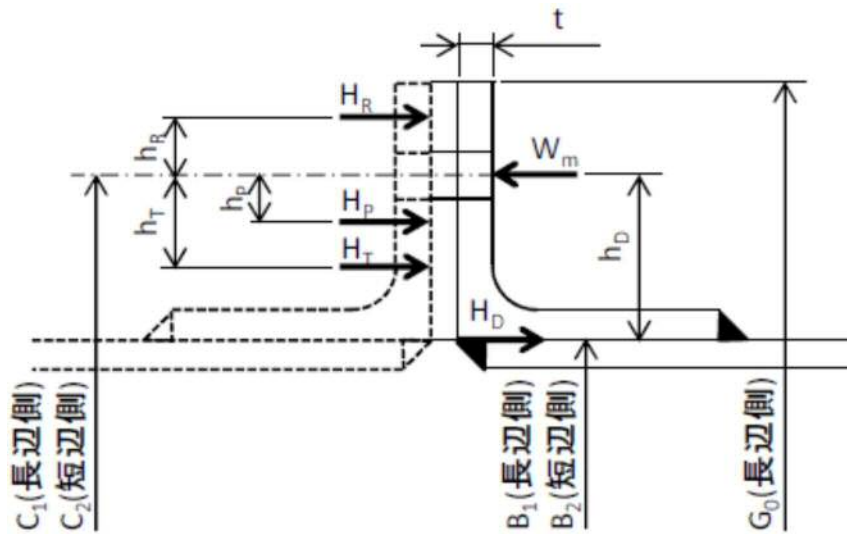 t
H_R
h_R
W_m
h_P
h_T
H_P
H_T
h_D
H_D
C_1(長辺側)
C_2(短辺側)
B_1(長辺側)
B_2(短辺側)
G_0(長辺側)